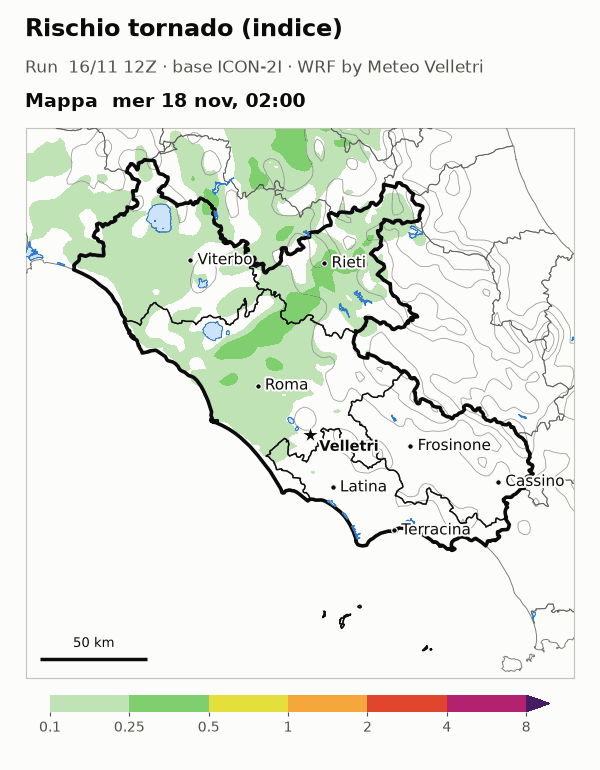 Rischio tornado (indice)
Run  16/11 12Z · base ICON-2I · WRF by Meteo Velletri
Mappa  mer 18 nov, 02:00
Viterbo
Rieti
Roma
Velletri
Frosinone
Cassino
Latina
Terracina
50 km
0.1 0.25 0.5 1 2 4 8